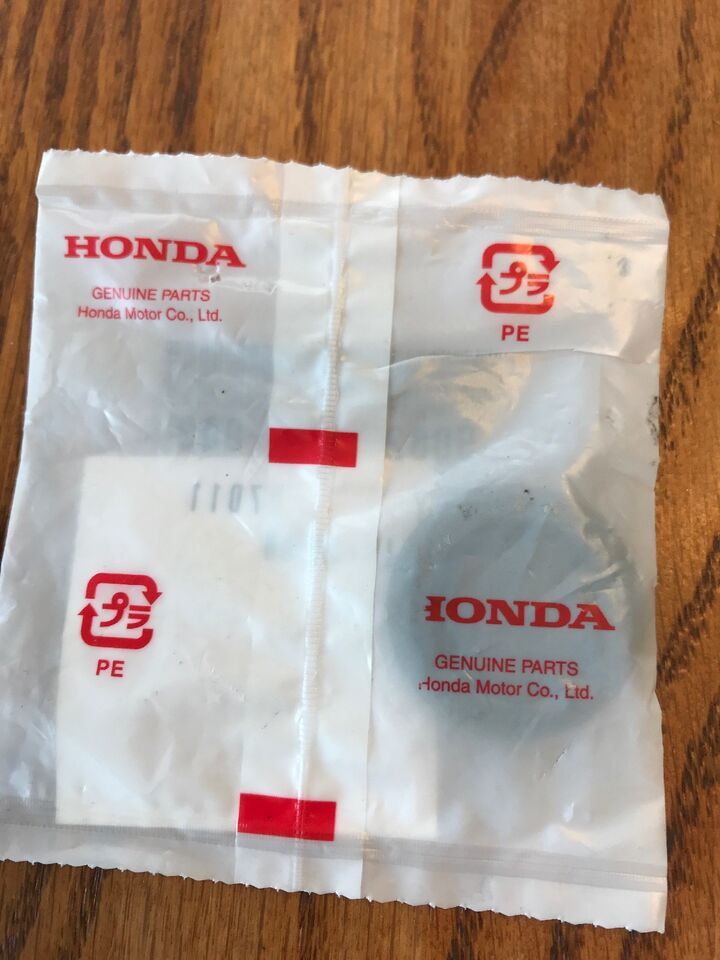 HONDA
GENUINE PARTS
Honda Motor Co., Ltd.
プラ
PE
7011
プラ
PE
HONDA
GENUINE PARTS
Honda Motor Co., Ltd.